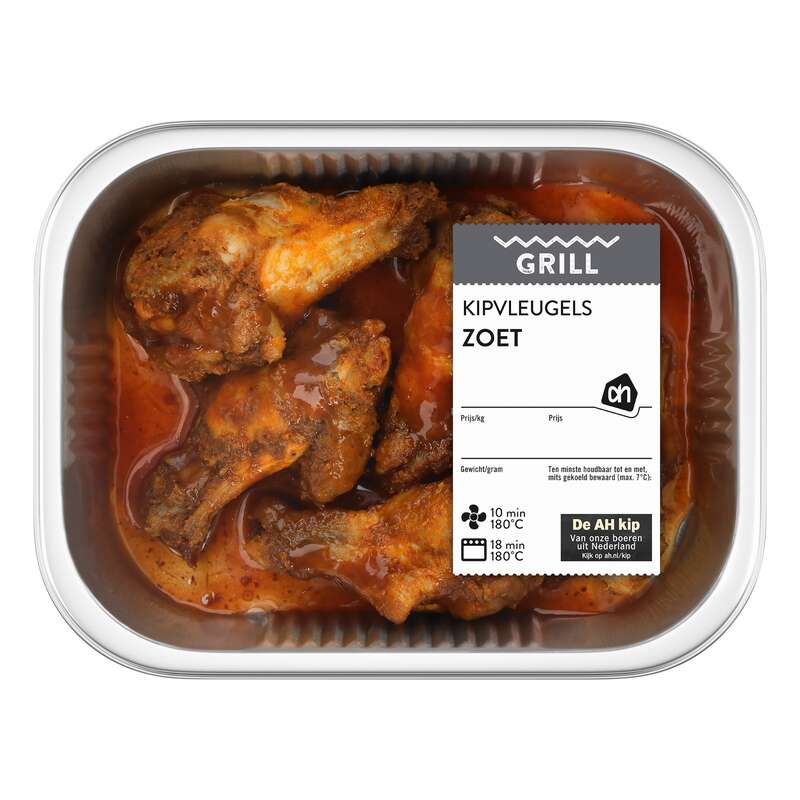 GRILL
KIPVLEUGELS
ZOET
ah
Prijs/kg Prijs
Gewicht/gram Ten minste houdbaar tot en met,
mits gekoeld bewaard (max. 7°C):
10 min
180°C
18 min
180°C
De AH kip
Van onze boeren
uit Nederland
Kijk op ah.nl/kip